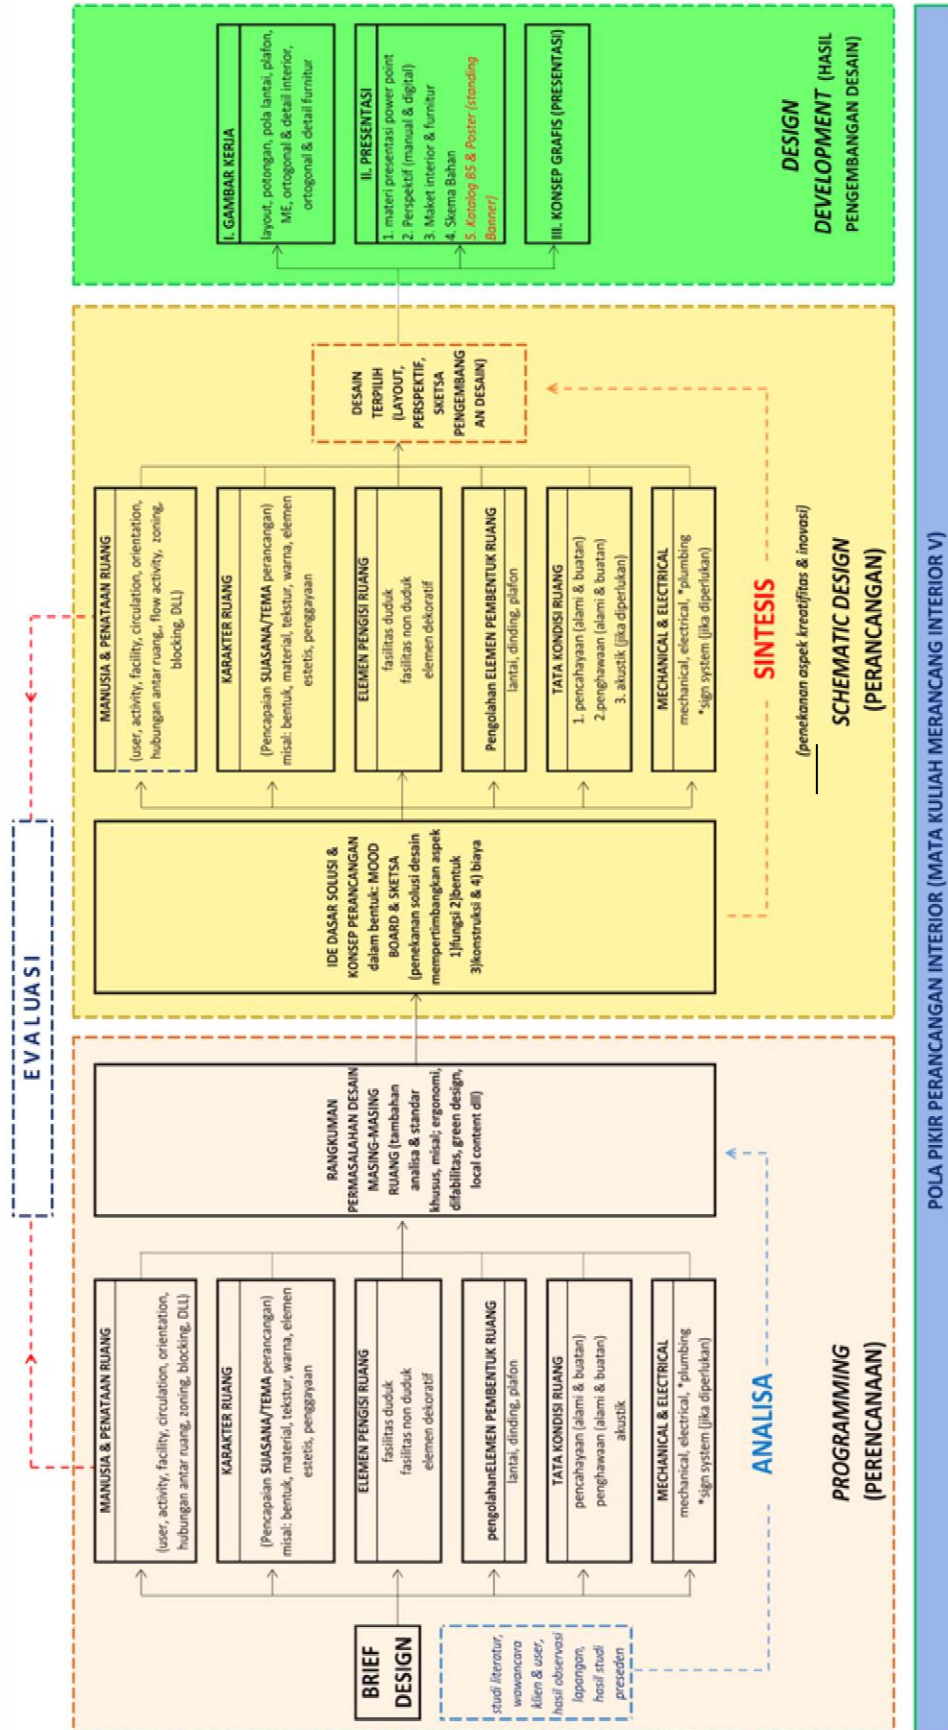 EVALUASI
BRIEF
DESIGN
studi literatur,
wawancara
klien & user,
hasil observasi
lapangan,
hasil studi
preseden
MANUSIA & PENATAAN RUANG
(user, activity, facility, circulation, orientation,
hubungan antar ruang, zoning, blocking, DLL)
KARAKTER RUANG
(Pencapaian SUASANA/TEMA perancangan)
misal: bentuk, material, tekstur, warna, elemen
estetis, penggayaan
ELEMEN PENGISI RUANG
fasilitas duduk
fasilitas non duduk
elemen dekoratif
pengolahanELEMEN PEMBENTUK RUANG
lantai, dinding, plafon
TATA KONDISI RUANG
pencahayaan (alami & buatan)
penghawaan (alami & buatan)
akustik
MECHANICAL & ELECTRICAL
mechanical, electrical, *plumbing
*sign system (jika diperlukan)
RANGKUMAN
PERMASALAHAN DESAIN
MASING-MASING
RUANG (tambahan
analisa & standar
khusus, misal; ergonomi,
difabilitas, green design,
local content dll)
ANALISA
PROGRAMMING
(PERENCANAAN)
IDE DASAR SOLUSI &
KONSEP PERANCANGAN
dalam bentuk: MOOD
BOARD & SKETSA
(penekanan solusi desain
mempertimbangkan aspek
1)fungsi 2)bentuk
3)konstruksi & 4) biaya
MANUSIA & PENATAAN RUANG
(user, activity, facility, circulation, orientation,
hubungan antar ruang, flow activity, zoning,
blocking, DLL)
KARAKTER RUANG
(Pencapaian SUASANA/TEMA perancangan)
misal: bentuk, material, tekstur, warna, elemen
estetis, penggayaan
ELEMEN PENGISI RUANG
fasilitas duduk
fasilitas non duduk
elemen dekoratif
Pengolahan ELEMEN PEMBENTUK RUANG
lantai, dinding, plafon
TATA KONDISI RUANG
1. pencahayaan (alami & buatan)
2.penghawaan (alami & buatan)
3. akustik (jika diperlukan)
MECHANICAL & ELECTRICAL
mechanical, electrical, *plumbing
*sign system (jika diperlukan)
DESAIN
TERPILIH
(LAYOUT,
PERSPEKTIF,
SKETSA
PENGEMBANG
AN DESAIN)
SINTESIS
(penekanan aspek kreatifitas & inovasi)
SCHEMATIC DESIGN
(PERANCANGAN)
I. GAMBAR KERJA
layout, potongan, pola lantai, plafon,
ME, ortogonal & detail interior,
ortogonal & detail furnitur
II. PRESENTASI
1. materi presentasi power point
2. Perspektif (manual & digital)
3. Maket interior & furnitur
4. Skema Bahan
5. Katalog B5 & Poster (standing
Banner)
III. KONSEP GRAFIS (PRESENTASI)
DESIGN
DEVELOPMENT (HASIL
PENGEMBANGAN DESAIN)
POLA PIKIR PERANCANGAN INTERIOR (MATA KULIAH MERANCANG INTERIOR V)